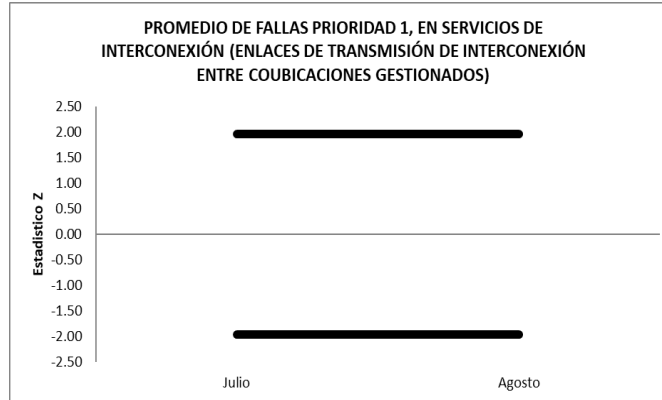 PROMEDIO DE FALLAS PRIORIDAD 1, EN SERVICIOS DE
INTERCONEXIÓN (ENLACES DE TRANSMISIÓN DE INTERCONEXIÓN
ENTRE COUBICACIONES GESTIONADOS)
Estadistico Z
2.50
2.00
1.50
1.00
0.50
0.00
-0.50
-1.00
-1.50
-2.00
-2.50
Julio
Agosto